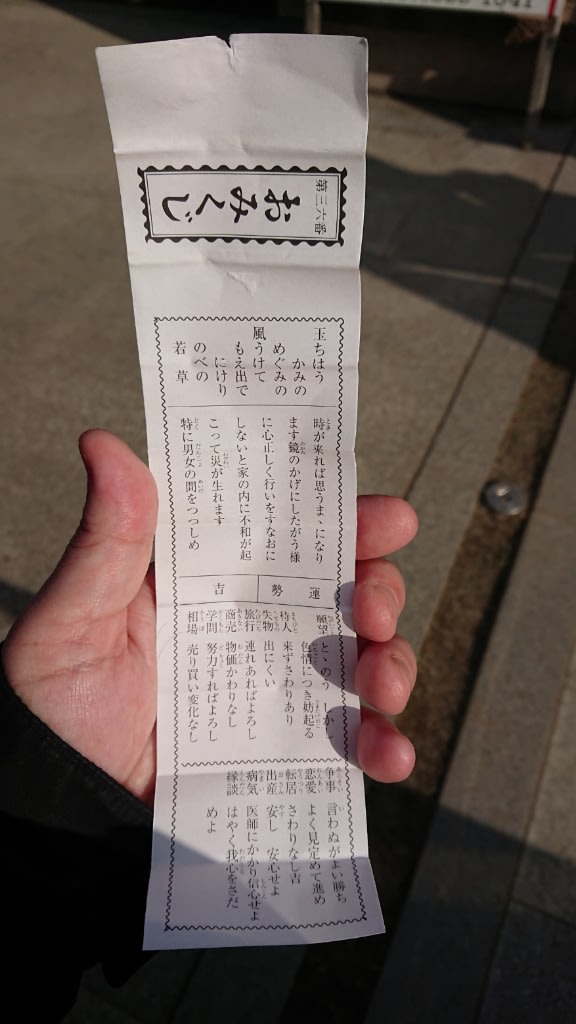 第三六番
おみくじ
玉ちはう
かみの
めぐみの
風うけて
もえ出で
にけり
のべの
若草
時が来れば思うまゝになり
ます鏡のかげにしたがう様
に心正しく行いをすなおに
しないと家の内に不和が起
こって災が生れます
特に男女の間をつつしめ
運勢
吉
願望 とゝのう しかし
色情につき妨起る
待人 来ずさわりあり
失物 出にくい
旅行 連れあればよろし
商売 物価かわりなし
学問 努力すればよろし
相場 売り買い変化なし
争事 言わぬがよい勝ち
恋愛 よく見定めて進め
転居 さわりなし吉
出産 安し 安心せよ
病気 医師にかかり信心せよ
縁談 はやく我心をさだ
めよ